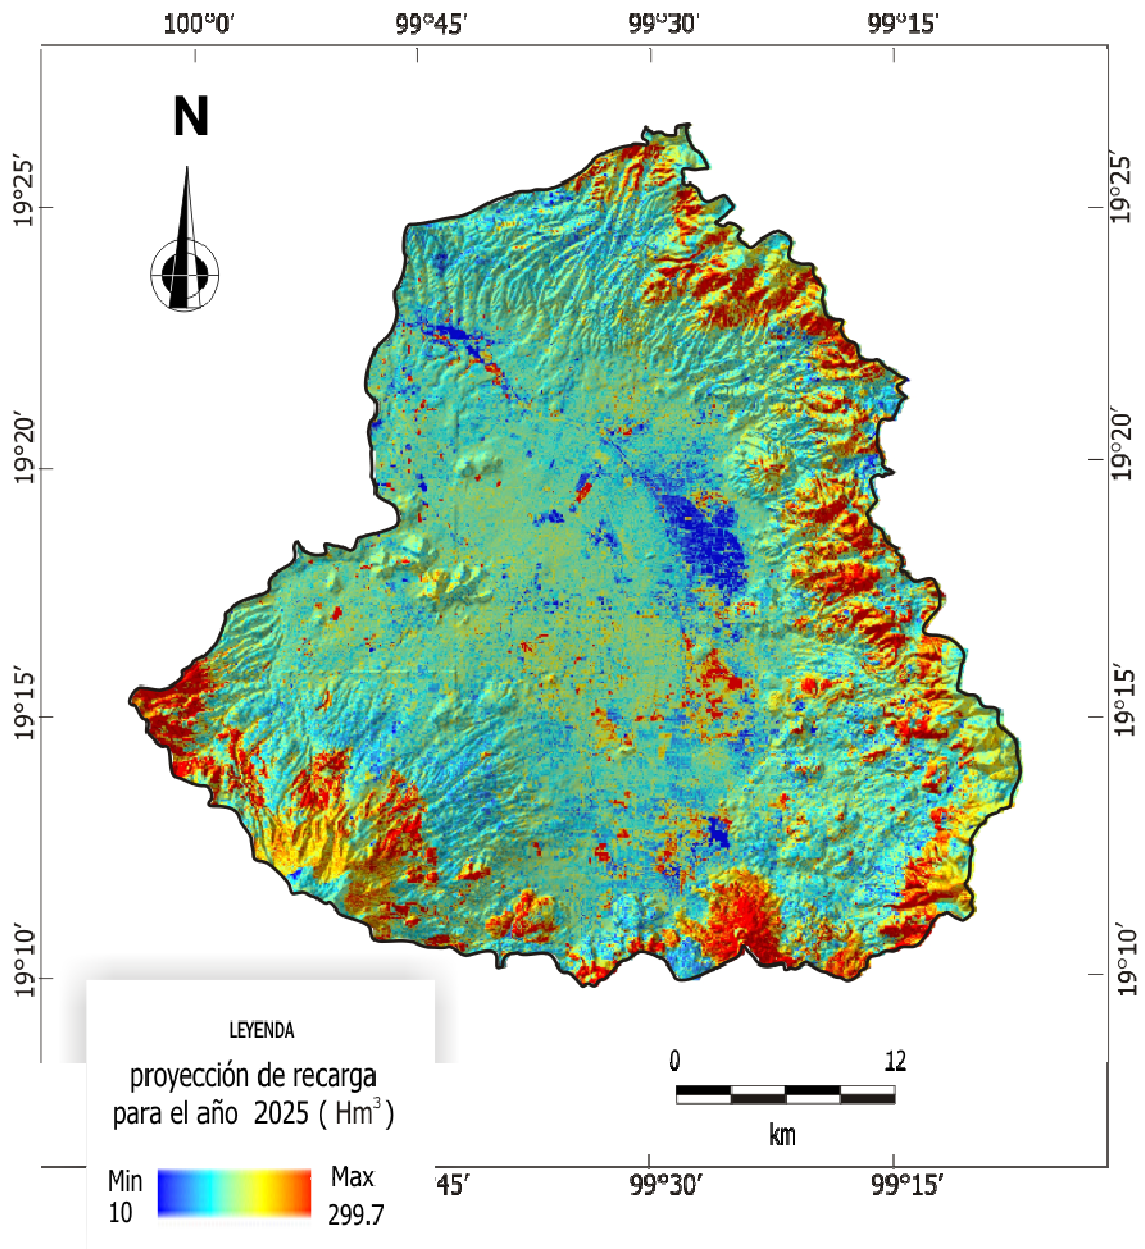 100°0′ 99°45′ 99°30′ 99°15′
N
19°25′ 19°25′
19°20′ 19°20′
19°15′ 19°15′
19°10′ 19°10′
LEYENDA
proyección de recarga
para el año 2025 ( Hm³ )
0 12
km
Min Max
10 299.7
45′ 99°30′ 99°15′